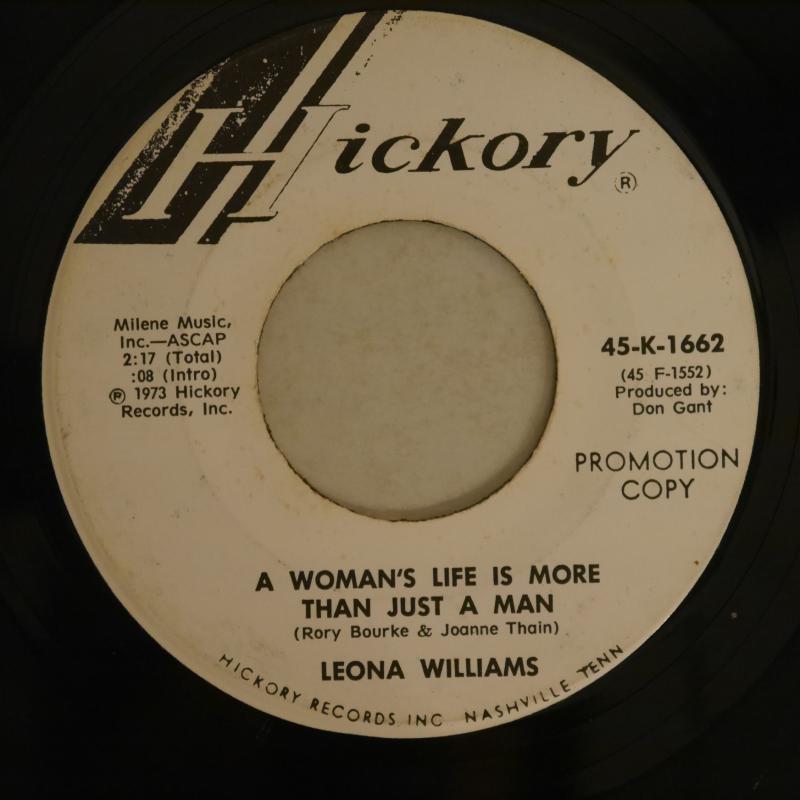 Hickory
®
Milene Music,
Inc.—ASCAP
2:17 (Total)
:08 (Intro)
℗ 1973 Hickory
Records, Inc.
45-K-1662
(45 F-1552)
Produced by:
Don Gant
PROMOTION
COPY
A WOMAN'S LIFE IS MORE
THAN JUST A MAN
(Rory Bourke & Joanne Thain)
LEONA WILLIAMS
HICKORY RECORDS INC NASHVILLE TENN